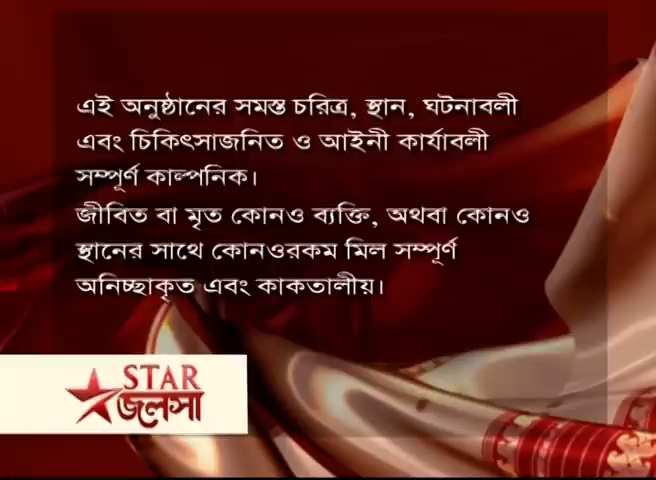 এই অনুষ্ঠানের সমস্ত চরিত্র, স্থান, ঘটনাবলী
এবং চিকিৎসাজনিত ও আইনী কার্যাবলী
সম্পূর্ণ কাল্পনিক।
জীবিত বা মৃত কোনও ব্যক্তি, অথবা কোনও
স্থানের সাথে কোনওরকম মিল সম্পূর্ণ
অনিচ্ছাকৃত এবং কাকতালীয়।
STAR
জলসা